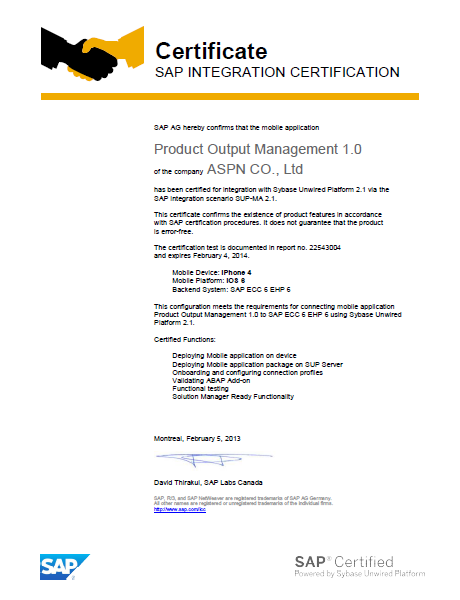 Certificate
SAP INTEGRATION CERTIFICATION
SAP AG hereby confirms that the mobile application
Product Output Management 1.0
of the company ASPN CO., Ltd
has been certified for integration with Sybase Unwired Platform 2.1 via the
SAP integration scenario SUP-MA 2.1.
This certificate confirms the existence of product features in accordance
with SAP certification procedures. It does not guarantee that the product
is error-free.
The certification test is documented in report no. 22543004
and expires February 4, 2014.
Mobile Device: iPhone 4
Mobile Platform: iOS 6
Backend System: SAP ECC 6 EHP 6
This configuration meets the requirements for connecting mobile application
Product Output Management 1.0 to SAP ECC 6 EHP 6 using Sybase Unwired
Platform 2.1.
Certified Functions:
Deploying Mobile application on device
Deploying Mobile application package on SUP Server
Onboarding and configuring connection profiles
Validating ABAP Add-on
Functional testing
Solution Manager Ready Functionality
Montreal, February 5, 2013
David Thirakul, SAP Labs Canada
SAP, R/3, and SAP NetWeaver are registered trademarks of SAP AG Germany.
All other names are registered or unregistered trademarks of the individual firms.
http://www.sap.com/icc
SAP
SAP® Certified
Powered by Sybase Unwired Platform